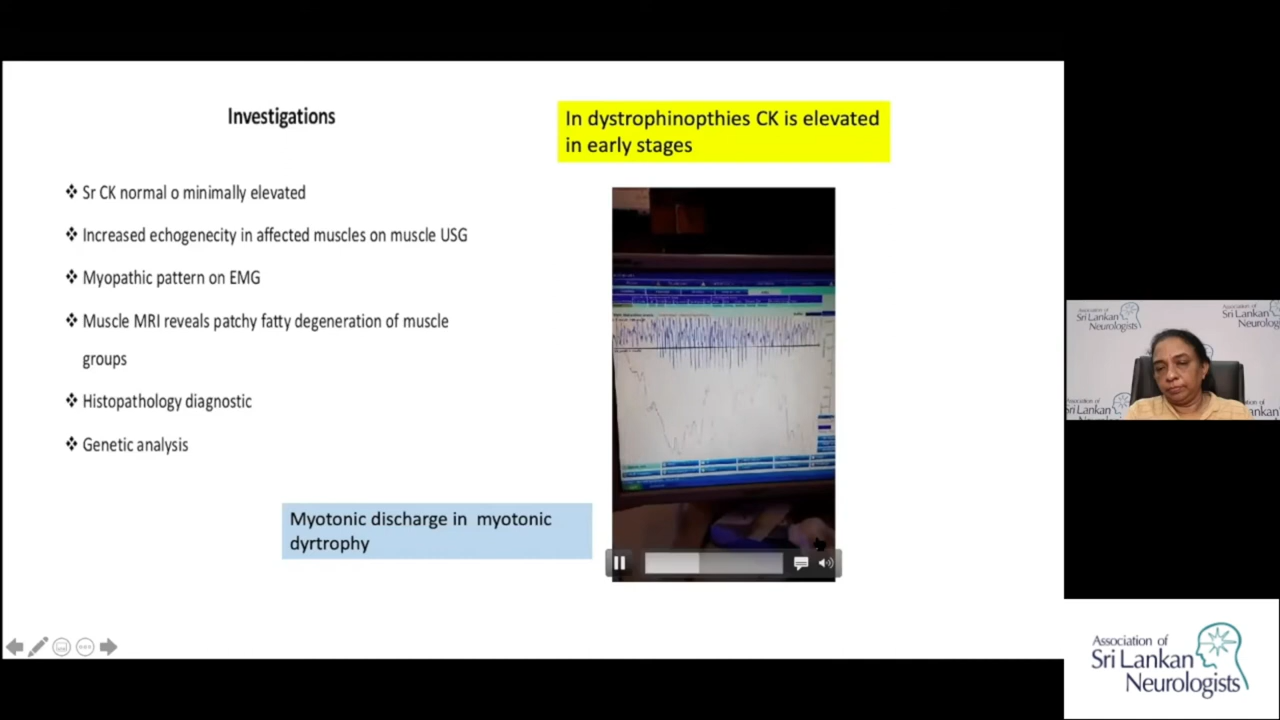 Investigations
In dystrophinopthies CK is elevated
in early stages
❖ Sr CK normal o minimally elevated
❖ Increased echogenecity in affected muscles on muscle USG
❖ Myopathic pattern on EMG
❖ Muscle MRI reveals patchy fatty degeneration of muscle
groups
❖ Histopathology diagnostic
❖ Genetic analysis
Myotonic discharge in myotonic
dyrtrophy
Association of
Sri Lankan
Neurologists
Association of
Sri Lankan
Neurologists